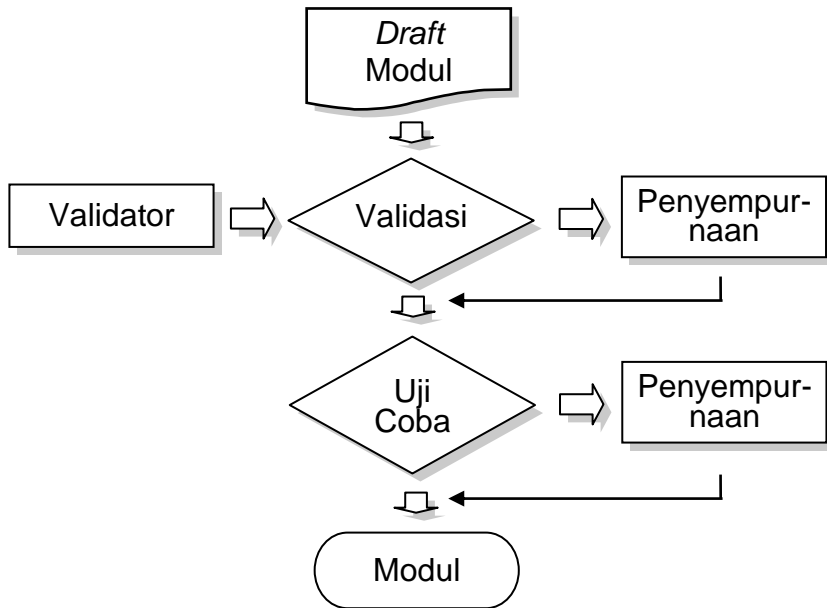 Draft
Modul
Validator
Validasi
Penyempur-
naan
Uji
Coba
Penyempur-
naan
Modul